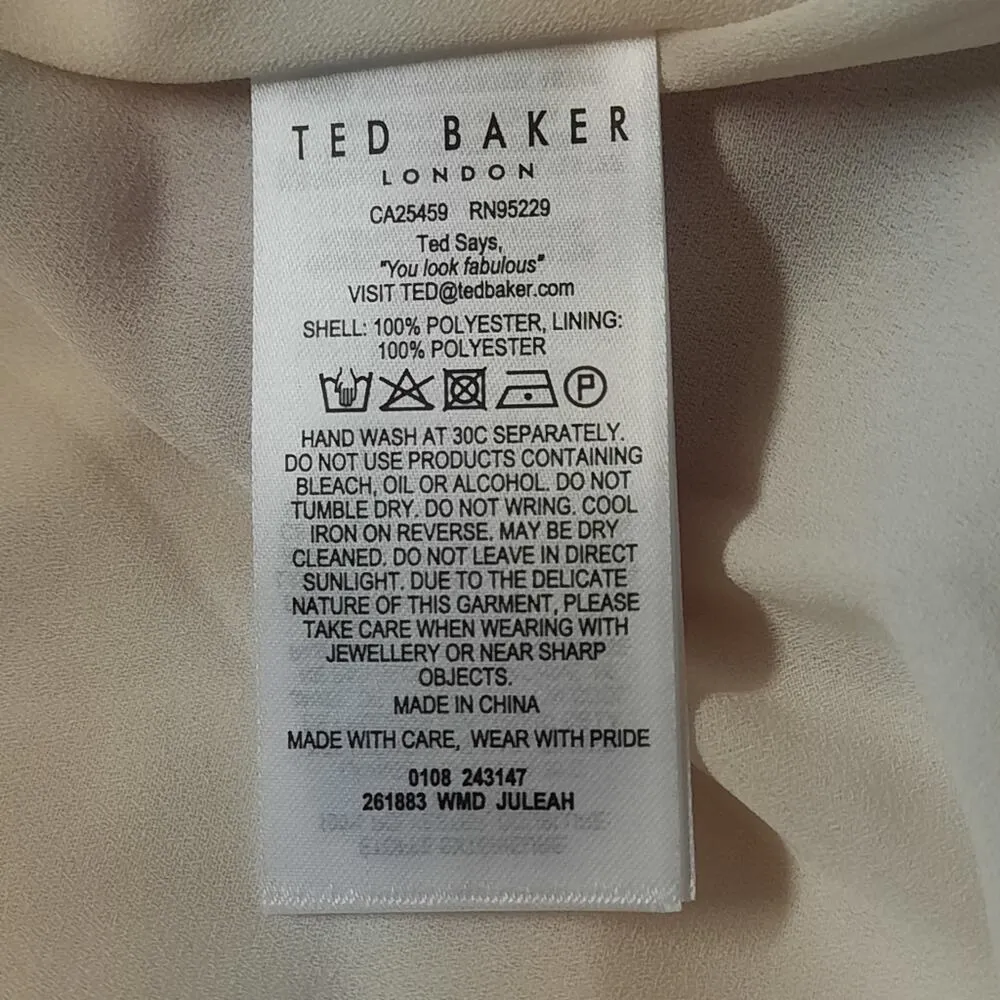 TED BAKER
LONDON
CA25459 RN95229
Ted Says,
"You look fabulous"
VISIT TED@tedbaker.com
SHELL: 100% POLYESTER, LINING:
100% POLYESTER
P
HAND WASH AT 30C SEPARATELY.
DO NOT USE PRODUCTS CONTAINING
BLEACH, OIL OR ALCOHOL. DO NOT
TUMBLE DRY. DO NOT WRING. COOL
IRON ON REVERSE. MAY BE DRY
CLEANED. DO NOT LEAVE IN DIRECT
SUNLIGHT. DUE TO THE DELICATE
NATURE OF THIS GARMENT, PLEASE
TAKE CARE WHEN WEARING WITH
JEWELLERY OR NEAR SHARP
OBJECTS.
MADE IN CHINA
MADE WITH CARE, WEAR WITH PRIDE
0108 243147
261883 WMD JULEAH